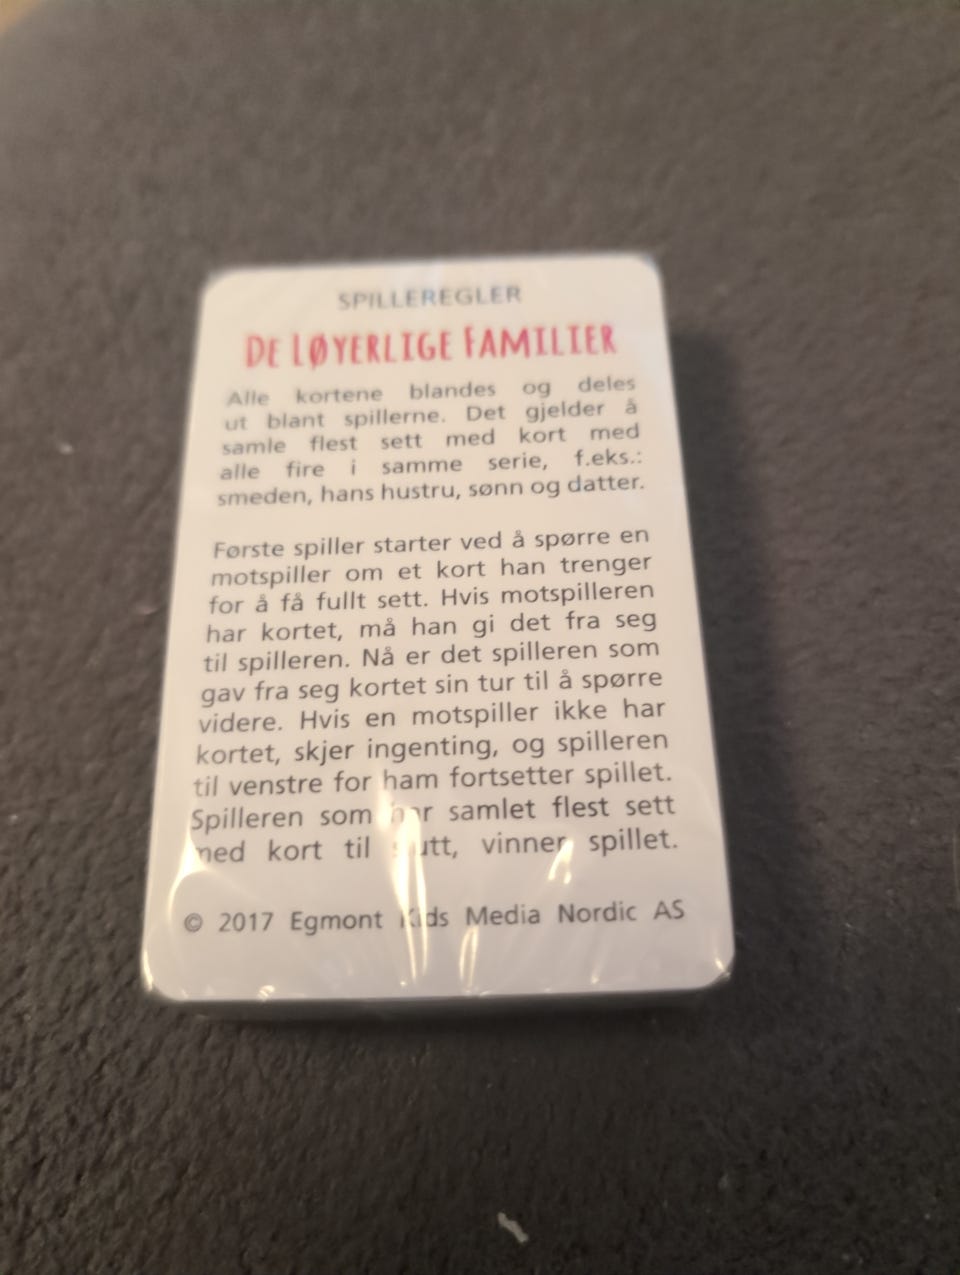 SPILLEREGLER
DE LØYERLIGE FAMILIER
Alle kortene blandes og deles
ut blant spillerne. Det gjelder å
samle flest sett med kort med
alle fire i samme serie, f.eks.:
smeden, hans hustru, sønn og datter.
Første spiller starter ved å spørre en
motspiller om et kort han trenger
for å få fullt sett. Hvis motspilleren
har kortet, må han gi det fra seg
til spilleren. Nå er det spilleren som
gav fra seg kortet sin tur til å spørre
videre. Hvis en motspiller ikke har
kortet, skjer ingenting, og spilleren
til venstre for ham fortsetter spillet.
Spilleren som har samlet flest sett
med kort til slutt, vinner spillet.
© 2017 Egmont Kids Media Nordic AS